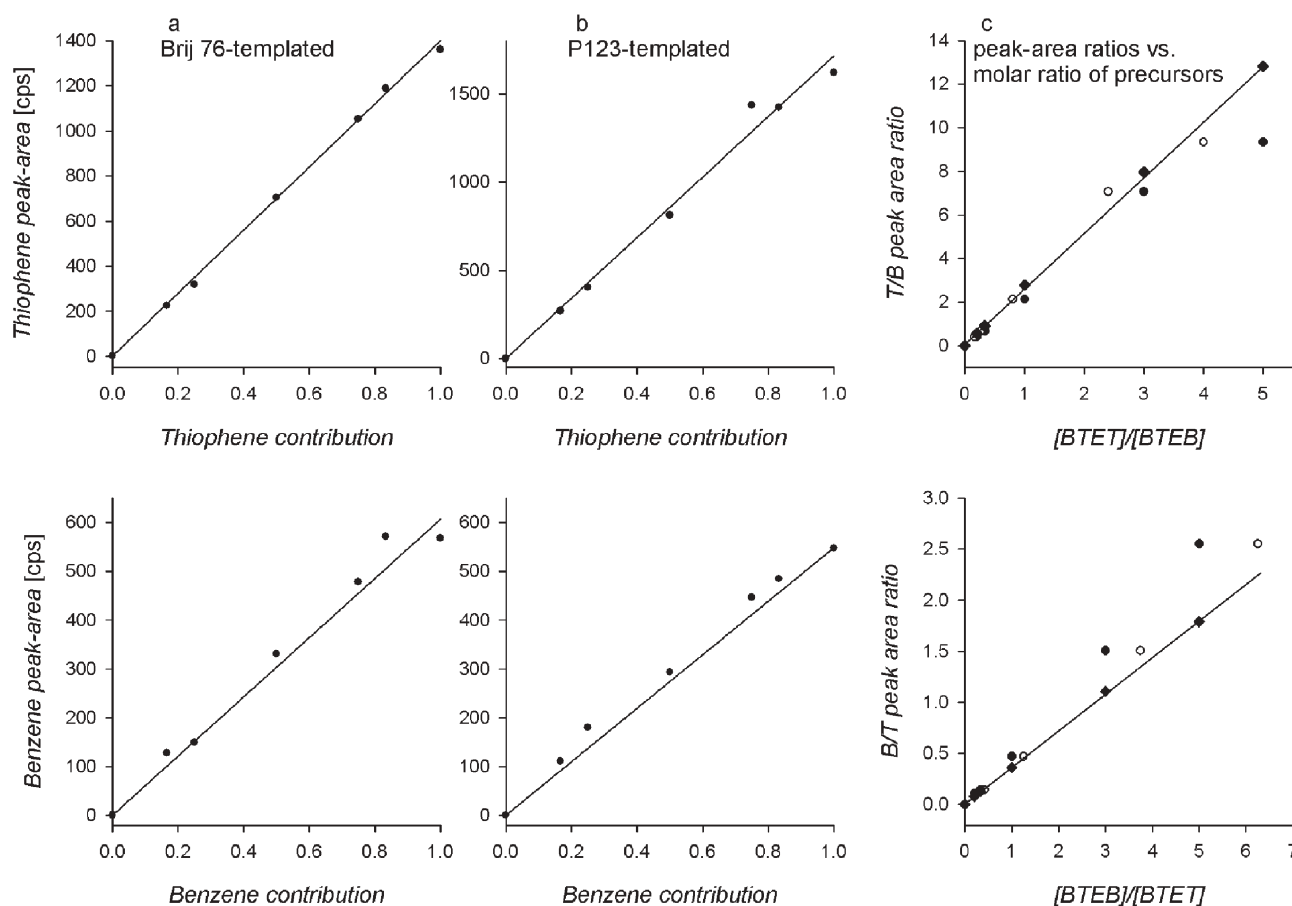 a
Brij 76-templated
1400
1200
1000
800
600
400
200
0
Thiophene peak-area [cps]
0.0 0.2 0.4 0.6 0.8 1.0
Thiophene contribution
b
P123-templated
1500
1000
500
0
0.0 0.2 0.4 0.6 0.8 1.0
Thiophene contribution
c
peak-area ratios vs.
molar ratio of precursors
14
12
10
8
6
4
2
0
T/B peak area ratio
0 1 2 3 4 5
[BTET]/[BTEB]
600
500
400
300
200
100
0
Benzene peak-area [cps]
0.0 0.2 0.4 0.6 0.8 1.0
Benzene contribution
600
500
400
300
200
100
0
0.0 0.2 0.4 0.6 0.8 1.0
Benzene contribution
3.0
2.5
2.0
1.5
1.0
0.5
0.0
B/T peak area ratio
0 1 2 3 4 5 6 7
[BTEB]/[BTET]